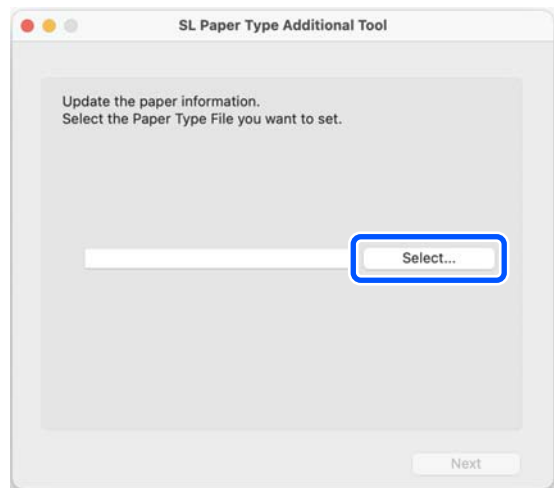 SL Paper Type Additional Tool
Update the paper information.
Select the Paper Type File you want to set.
Select...
Next